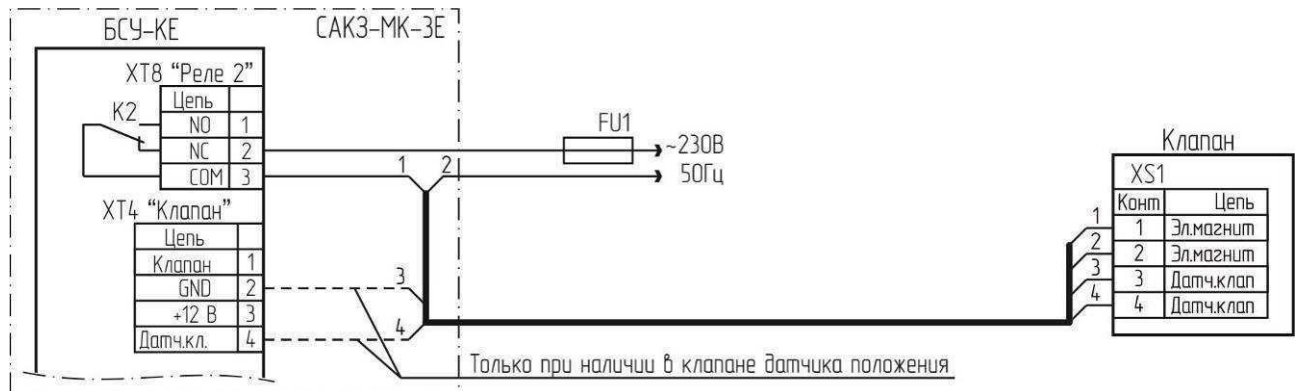 БСУ-КЕ
САКЗ-МК-3Е
ХТ8 “Реле 2”
Цепь
К2
NO 1
NC 2
COM 3
FU1
~230В
50Гц
1 2
ХТ4 “Клапан”
Цепь
Клапан 1
GND 2
+12 В 3
Датч.кл. 4
3
4
Только при наличии в клапане датчика положения
Клапан
XS1
Конт Цепь
1 1 Эл.магнит
2 2 Эл.магнит
3 3 Датч.клап
4 4 Датч.клап